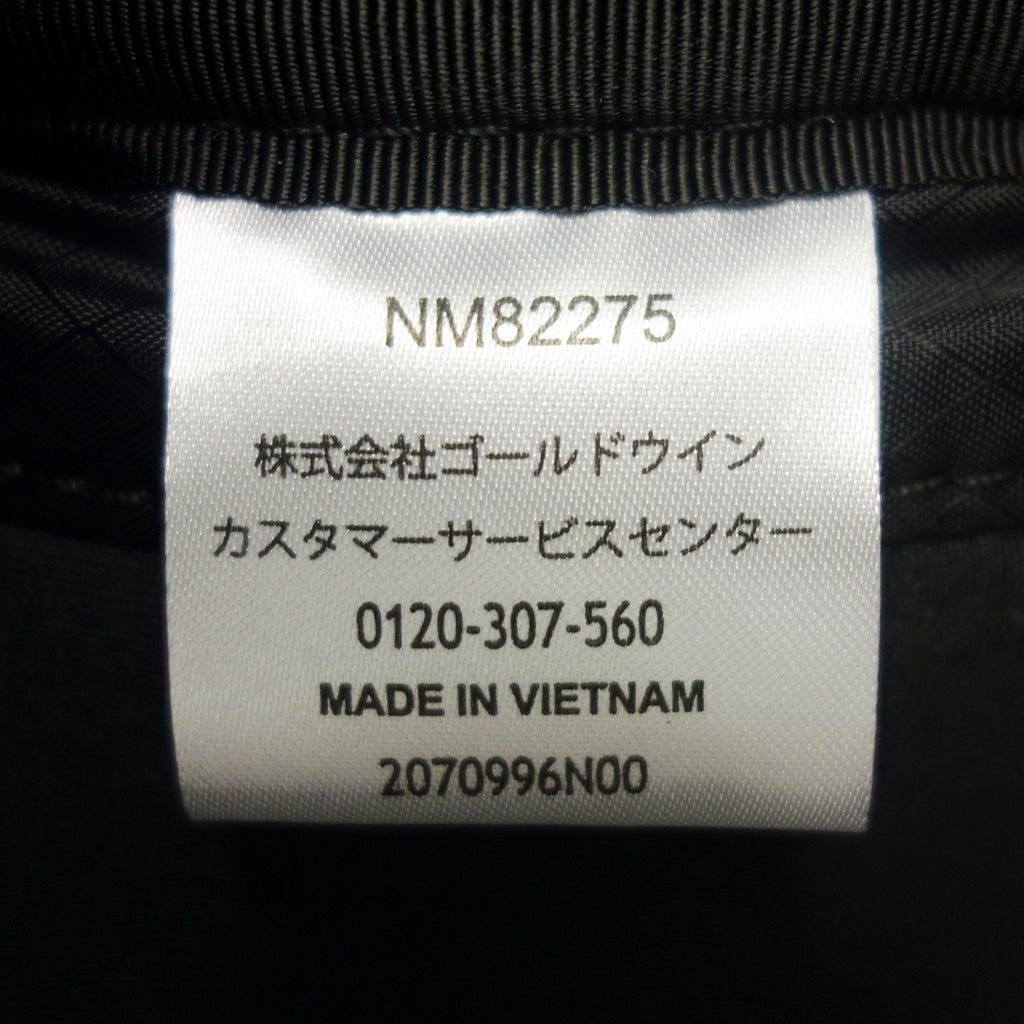 NM82275
株式会社ゴールドウイン
カスタマーサービスセンター
0120-307-560
MADE IN VIETNAM
2070996N00